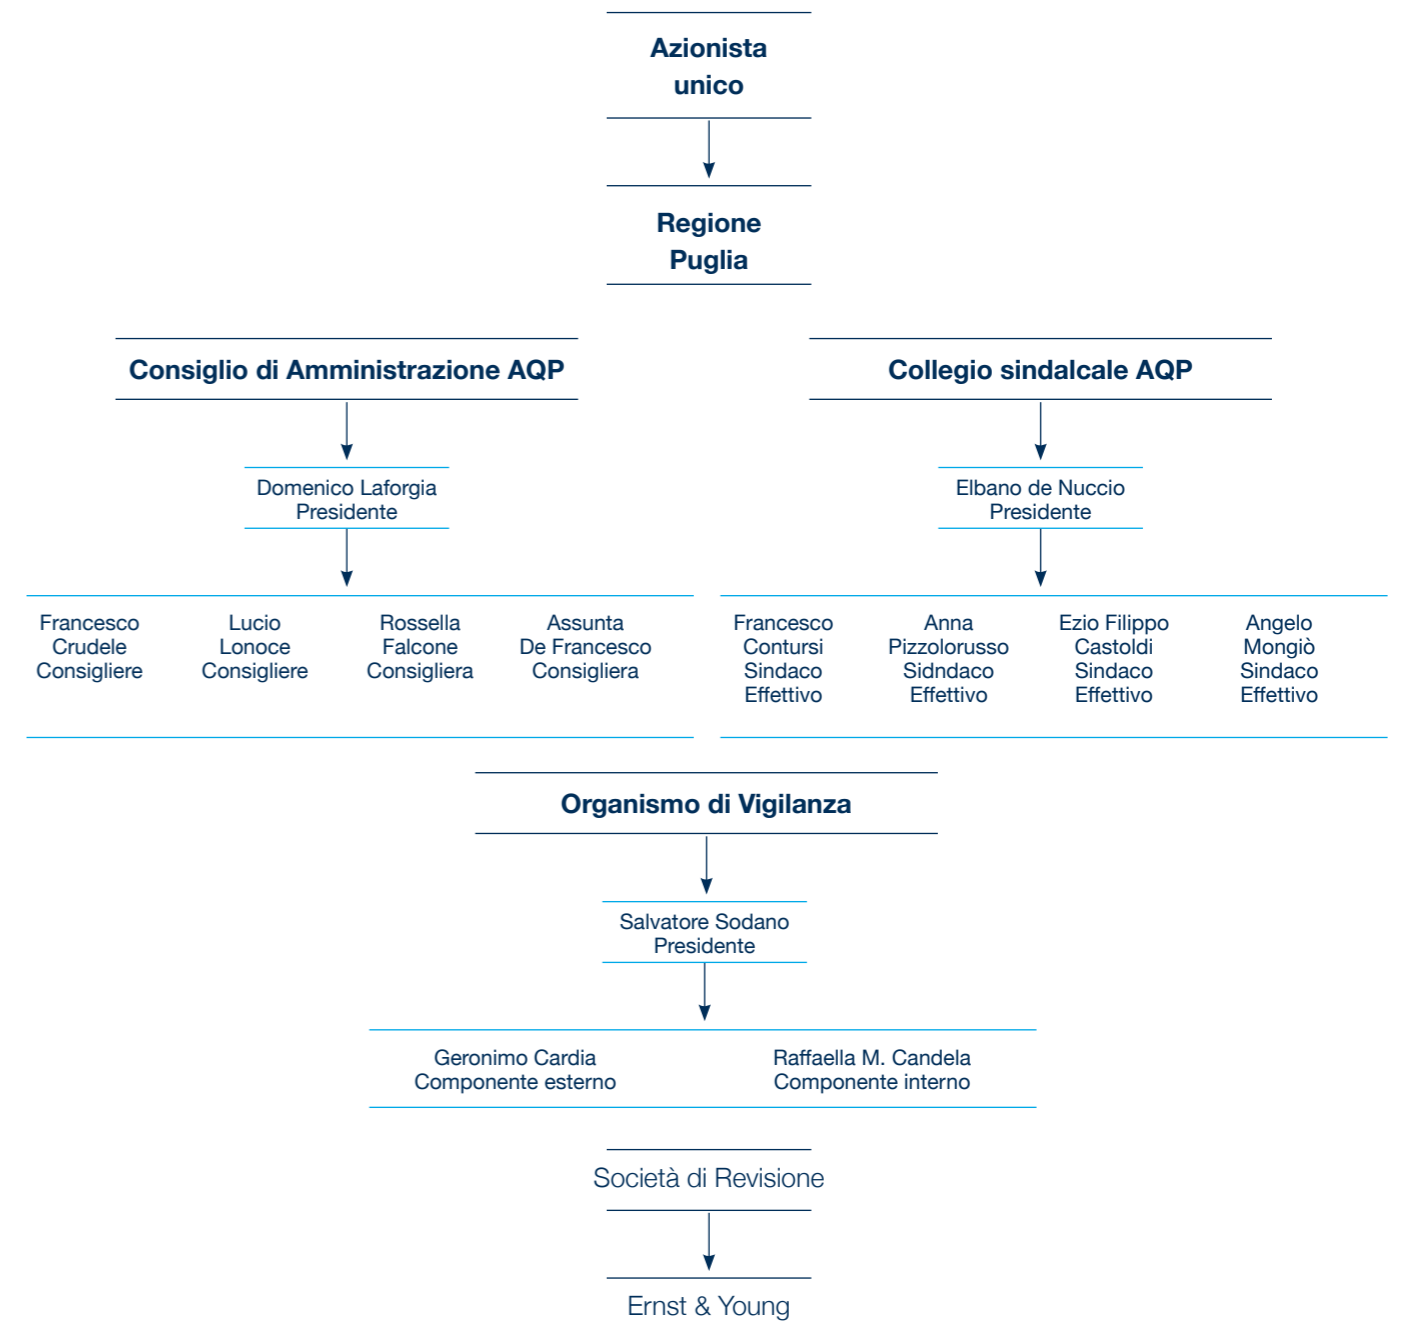 Azionista
unico
Regione
Puglia
Consiglio di Amministrazione AQP
Domenico Laforgia
Presidente
Francesco
Crudele
Consigliere
Lucio
Lonoce
Consigliere
Rossella
Falcone
Consigliera
Assunta
De Francesco
Consigliera
Collegio sindalcale AQP
Elbano de Nuccio
Presidente
Francesco
Contursi
Sindaco
Effettivo
Anna
Pizzolorusso
Sidndaco
Effettivo
Ezio Filippo
Castoldi
Sindaco
Effettivo
Angelo
Mongiò
Sindaco
Effettivo
Organismo di Vigilanza
Salvatore Sodano
Presidente
Geronimo Cardia
Componente esterno
Raffaella M. Candela
Componente interno
Società di Revisione
Ernst & Young